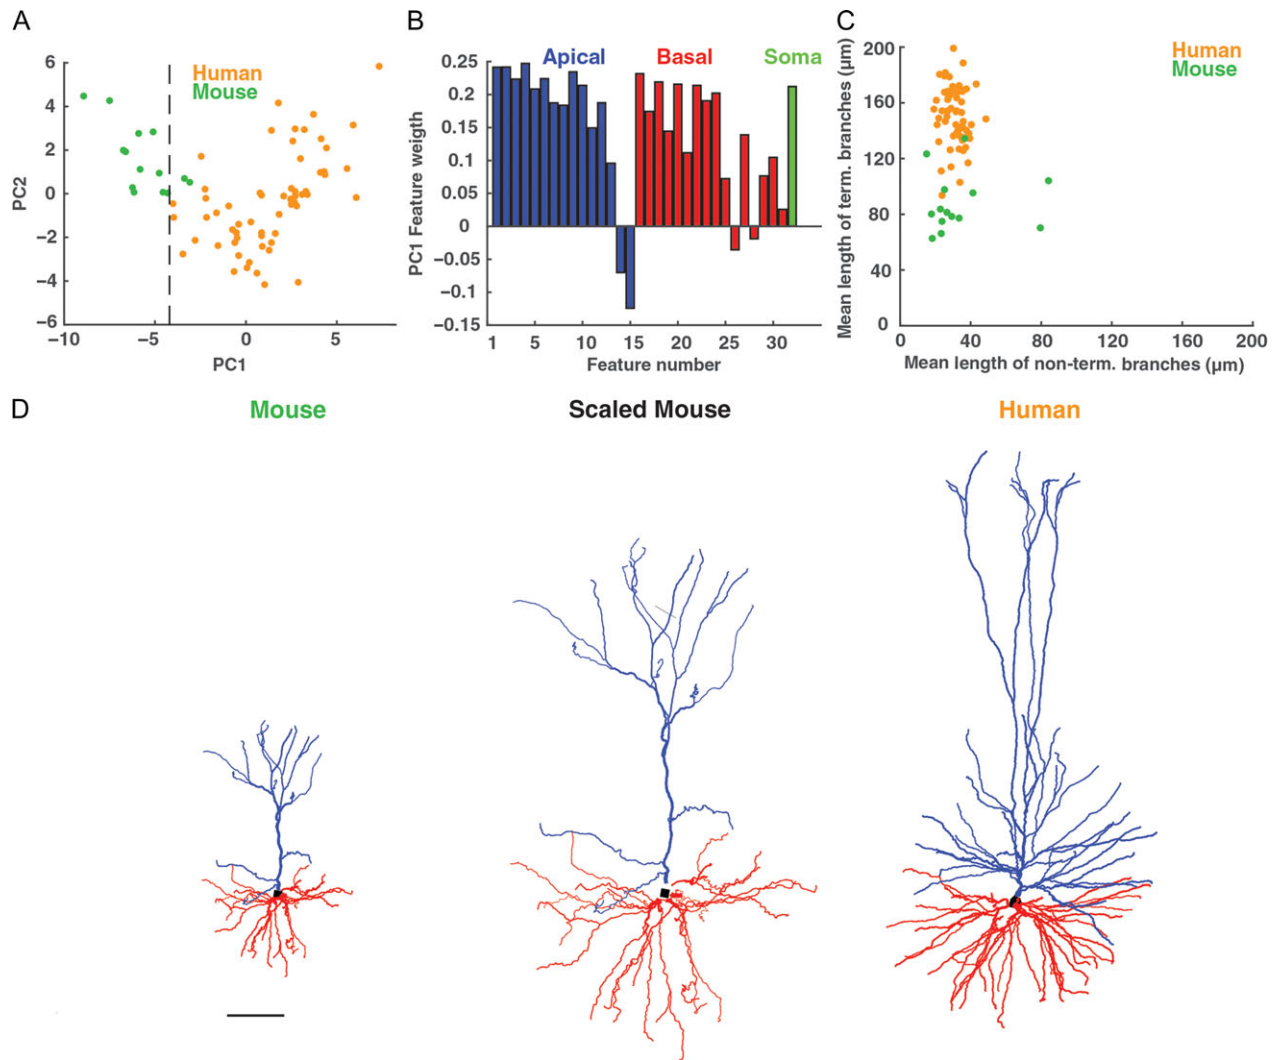 A
Human
Mouse
6
4
2
0
−2
−4
−6
PC2
−10
−5
0
5
PC1
B
Apical
Basal
Soma
0.25
0.2
0.15
0.1
0.05
0
−0.05
−0.1
−0.15
PC1 Feature weigth
1
5
10
15
20
25
30
Feature number
C
Human
Mouse
200
160
120
80
40
0
Mean length of term. branches (μm)
0
40
80
120
160
200
Mean length of non-term. branches (μm)
D
Mouse
Scaled Mouse
Human